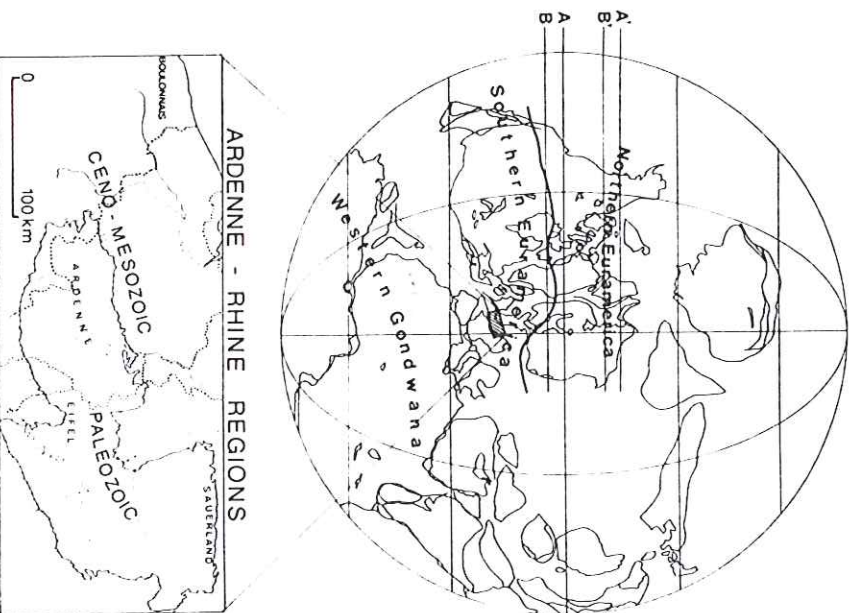 A'
B'
A
B
Northern Euramerica
Southern Euramerica
Western Gondwana
ARDENNE - RHINE REGIONS
BOULONNAIS
CENO-MESOZOIC
ARDENNE
EIFEL
PALEOZOIC
SAUERLAND
0 100 km